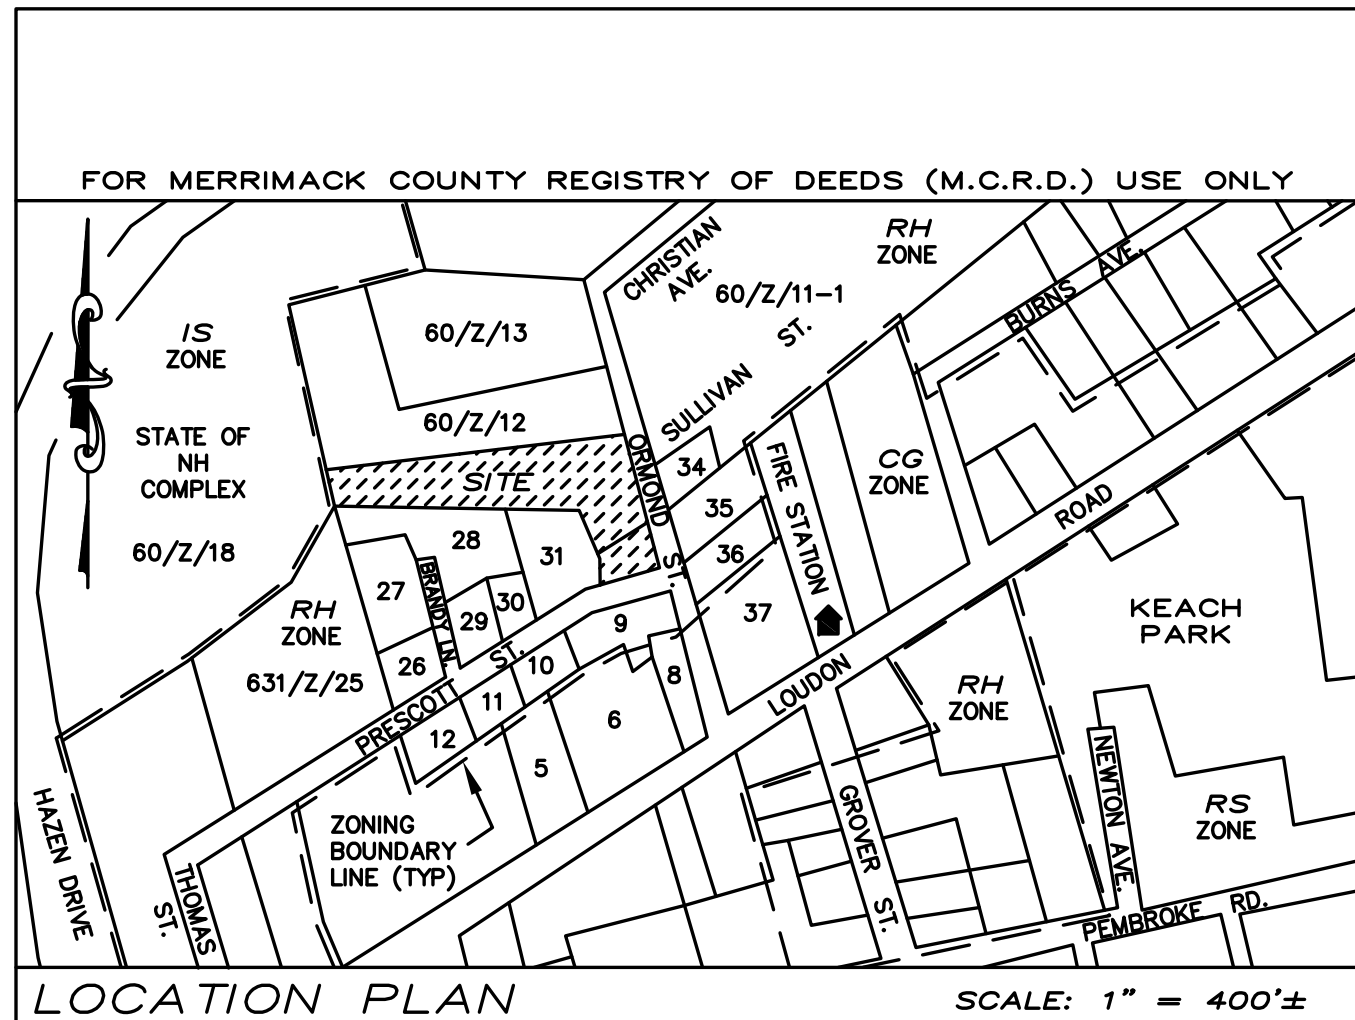 FOR MERRIMACK COUNTY REGISTRY OF DEEDS (M.C.R.D.) USE ONLY
CHRISTIAN
AVE.
RH
ZONE
60/Z/11-1
BURNS AVE.
IS
ZONE
60/Z/13
SULLIVAN ST.
60/Z/12
STATE OF
NH
COMPLEX
60/Z/18
ORMOND ST.
SITE
34
35
36
37
FIRE STATION
CG
ZONE
LOUDON ROAD
28
31
27
BRANDY LN.
29
30
26
RH
ZONE
631/Z/25
PRESCOTT ST.
9
10
11
12
8
6
5
KEACH
PARK
RH
ZONE
NEWTON AVE.
RS
ZONE
HAZEN DRIVE
THOMAS
ST.
ZONING
BOUNDARY
LINE (TYP)
GROVER ST.
PEMBROKE RD.
LOCATION PLAN
SCALE: 1" = 400'±